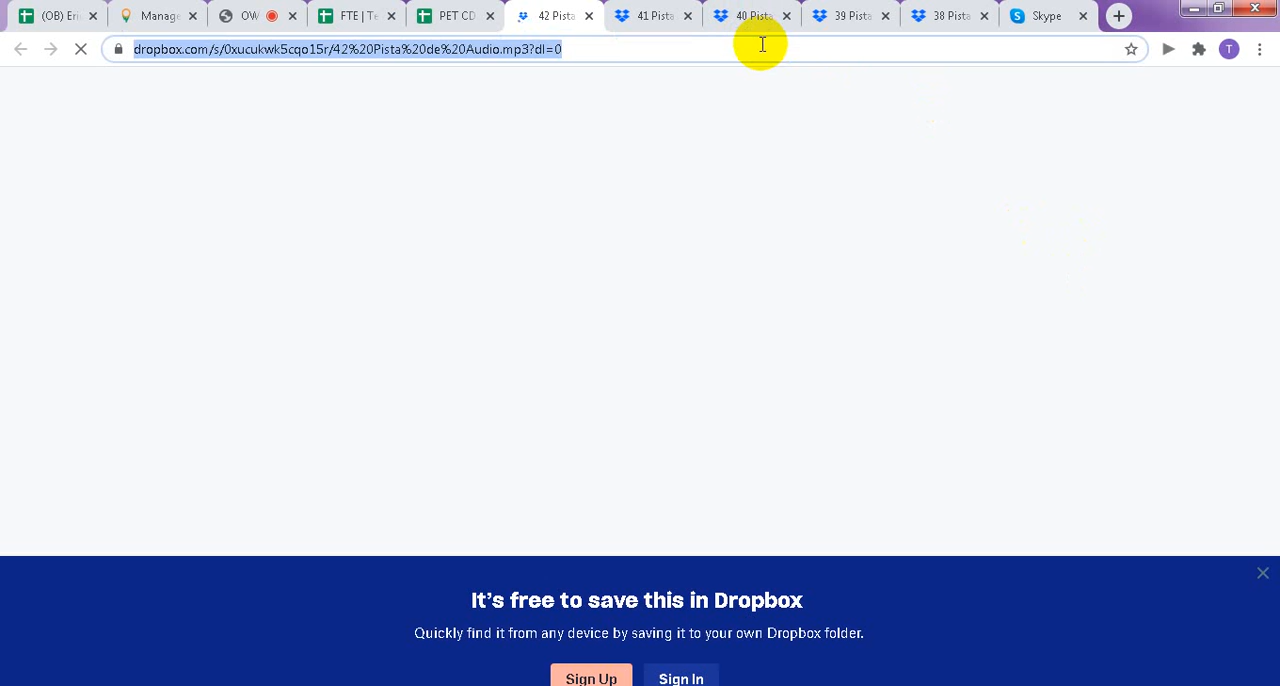 (OB) Eri
Manage
OW
FTE | Te
PET CD
42 Pista
41 Pista
40 Pista
39 Pista
38 Pista
Skype
dropbox.com/s/0xucukwk5cqo15r/42%20Pista%20de%20Audio.mp3?dl=0
T
It's free to save this in Dropbox
Quickly find it from any device by saving it to your own Dropbox folder.
Sign Up
Sign In